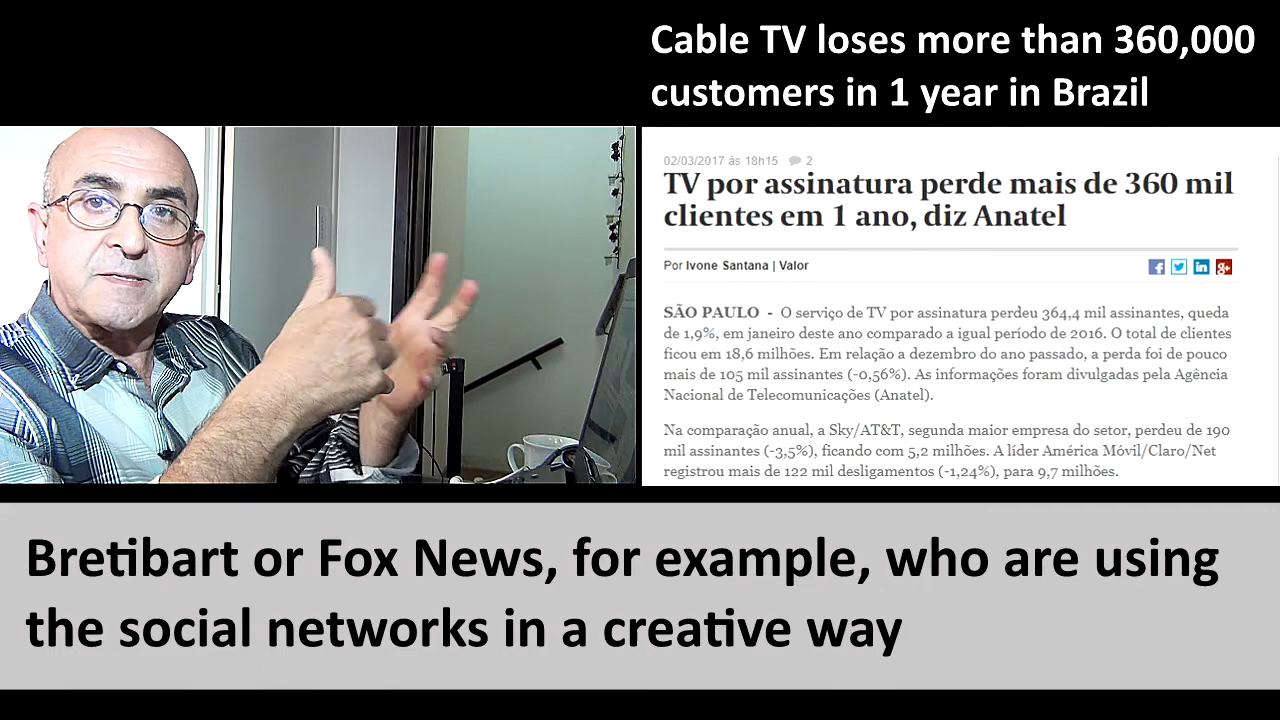 Cable TV loses more than 360,000
customers in 1 year in Brazil
02/03/2017 às 18h15 2
TV por assinatura perde mais de 360 mil
clientes em 1 ano, diz Anatel
Por Ivone Santana | Valor
SÃO PAULO - O serviço de TV por assinatura perdeu 364,4 mil assinantes, queda
de 1,9%, em janeiro deste ano comparado a igual período de 2016. O total de clientes
ficou em 18,6 milhões. Em relação a dezembro do ano passado, a perda foi de pouco
mais de 105 mil assinantes (-0,56%). As informações foram divulgadas pela Agência
Nacional de Telecomunicações (Anatel).
Na comparação anual, a Sky/AT&T, segunda maior empresa do setor, perdeu de 190
mil assinantes (-3,5%), ficando com 5,2 milhões. A líder América Móvil/Claro/Net
registrou mais de 122 mil desligamentos (-1,24%), para 9,7 milhões.
Bretibart or Fox News, for example, who are using
the social networks in a creative way